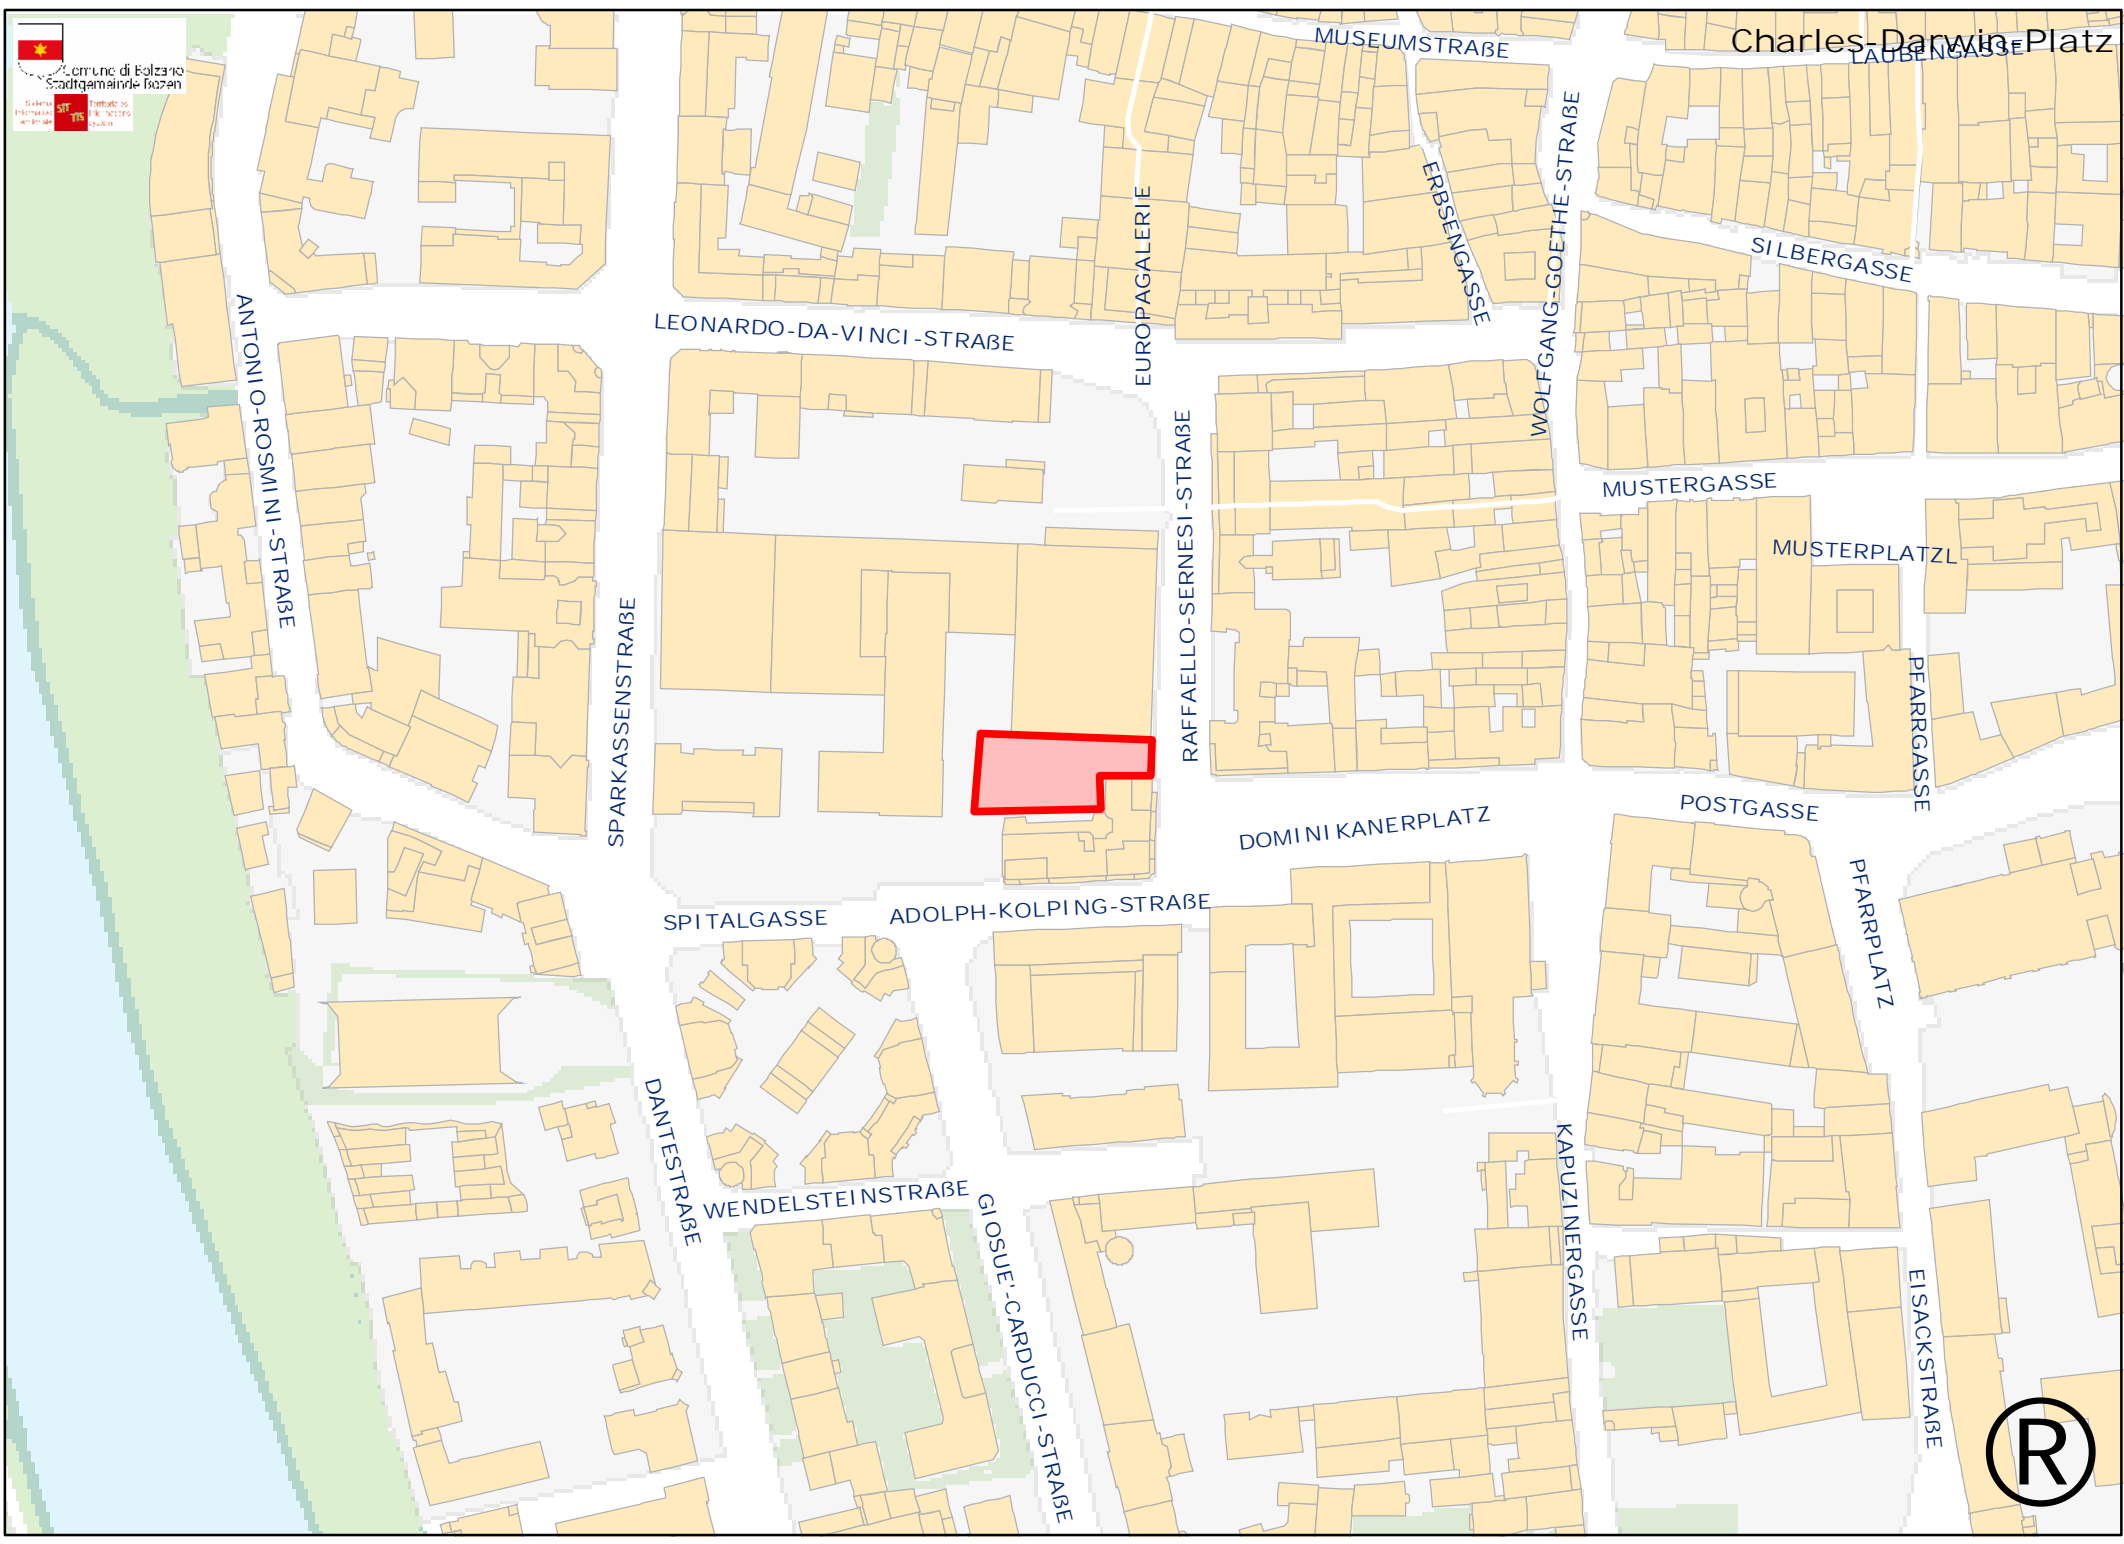 Comune di Bolzano
Stadtgemeinde Bozen
SIT
TIS
Charles-Darwin-Platz
MUSEUMSTRAßE
LAUBENGASSE
ERBSENGASSE
WOLFGANG-GOETHE-STRAßE
EUROPAGALERIE
SILBERGASSE
ANTONIO-ROSMINI-STRAßE
LEONARDO-DA-VINCI-STRAßE
RAFFAELLO-SERNESI-STRAßE
MUSTERGASSE
MUSTERPLATZL
SPARKASSENSTRAßE
PFARRGASSE
POSTGASSE
DOMINIKANERPLATZ
PFARRPLATZ
SPITALGASSE
ADOLPH-KOLPING-STRAßE
DANTESTRAßE
WENDELSTEINSTRAßE
GIOSUE'-CARDUCCI-STRAßE
KAPUZINERGASSE
EISACKSTRAßE
®